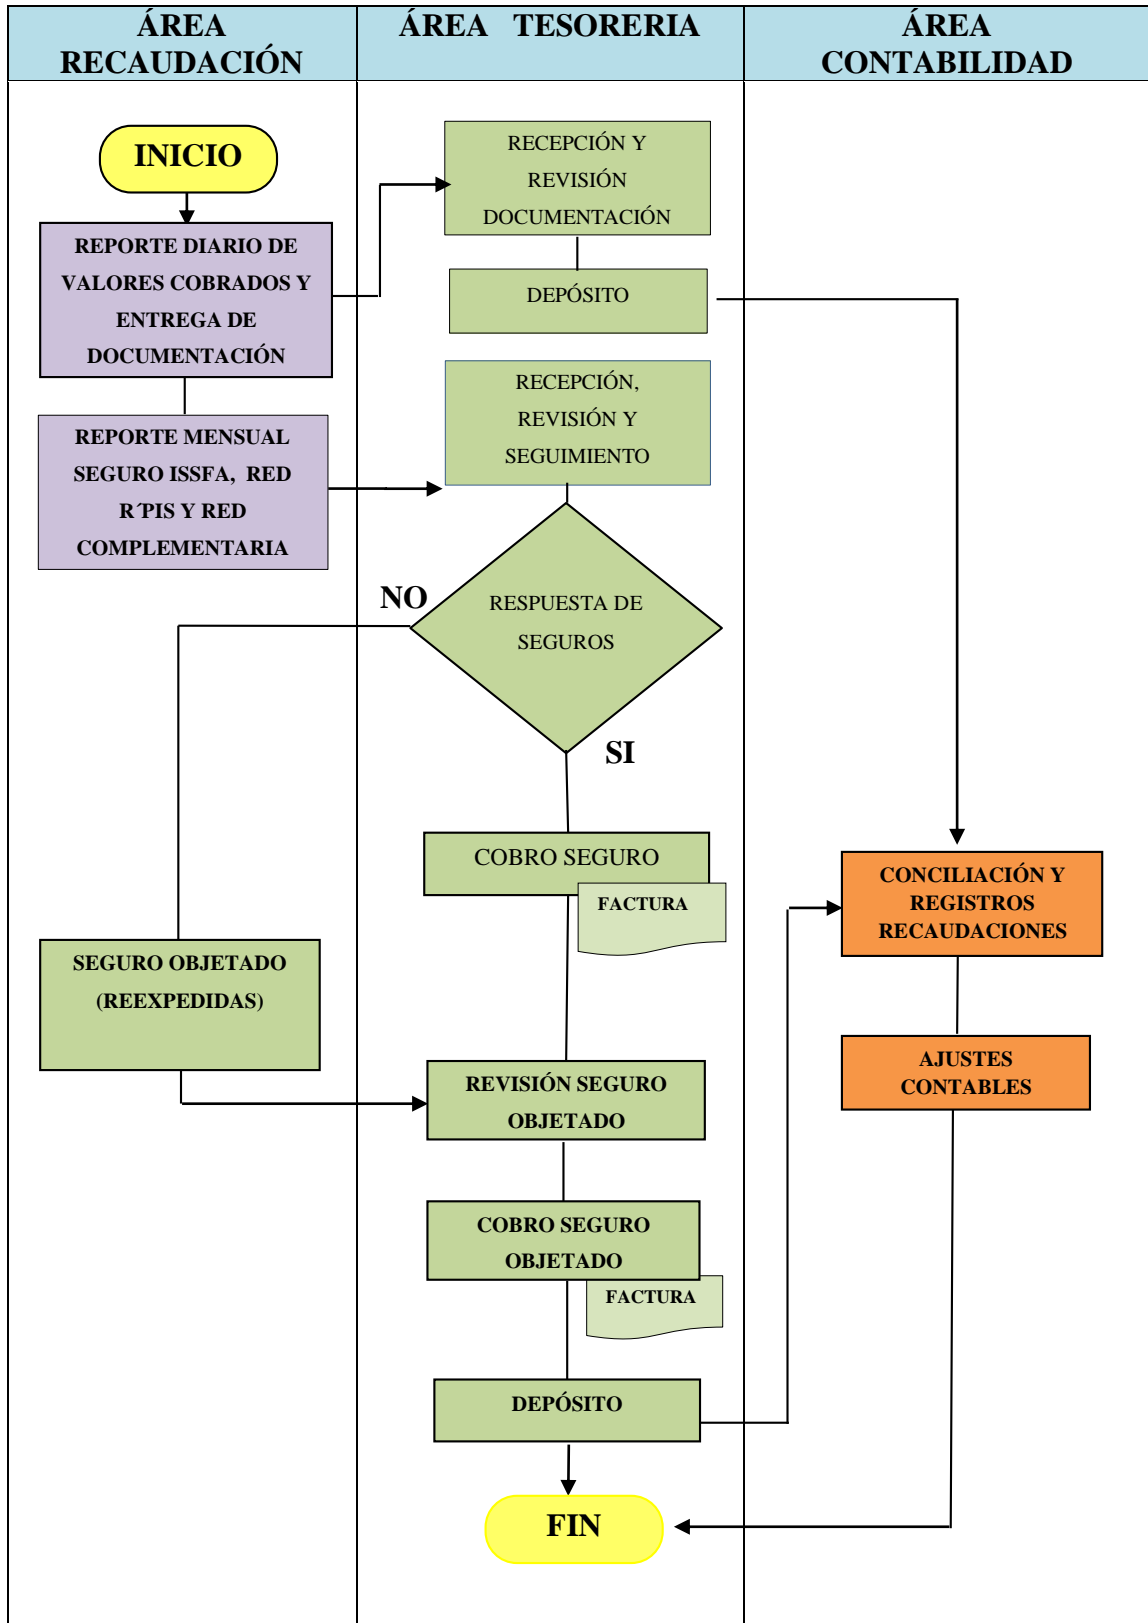 ÁREA
RECAUDACIÓN
ÁREA TESORERIA
ÁREA
CONTABILIDAD
INICIO
REPORTE DIARIO DE
VALORES COBRADOS Y
ENTREGA DE
DOCUMENTACIÓN
REPORTE MENSUAL
SEGURO ISSFA, RED
R´PIS Y RED
COMPLEMENTARIA
RECEPCIÓN Y
REVISIÓN
DOCUMENTACIÓN
DEPÓSITO
RECEPCIÓN,
REVISIÓN Y
SEGUIMIENTO
NO
RESPUESTA DE
SEGUROS
SI
COBRO SEGURO
FACTURA
SEGURO OBJETADO
(REEXPEDIDAS)
REVISIÓN SEGURO
OBJETADO
COBRO SEGURO
OBJETADO
FACTURA
DEPÓSITO
CONCILIACIÓN Y
REGISTROS
RECAUDACIONES
AJUSTES
CONTABLES
FIN